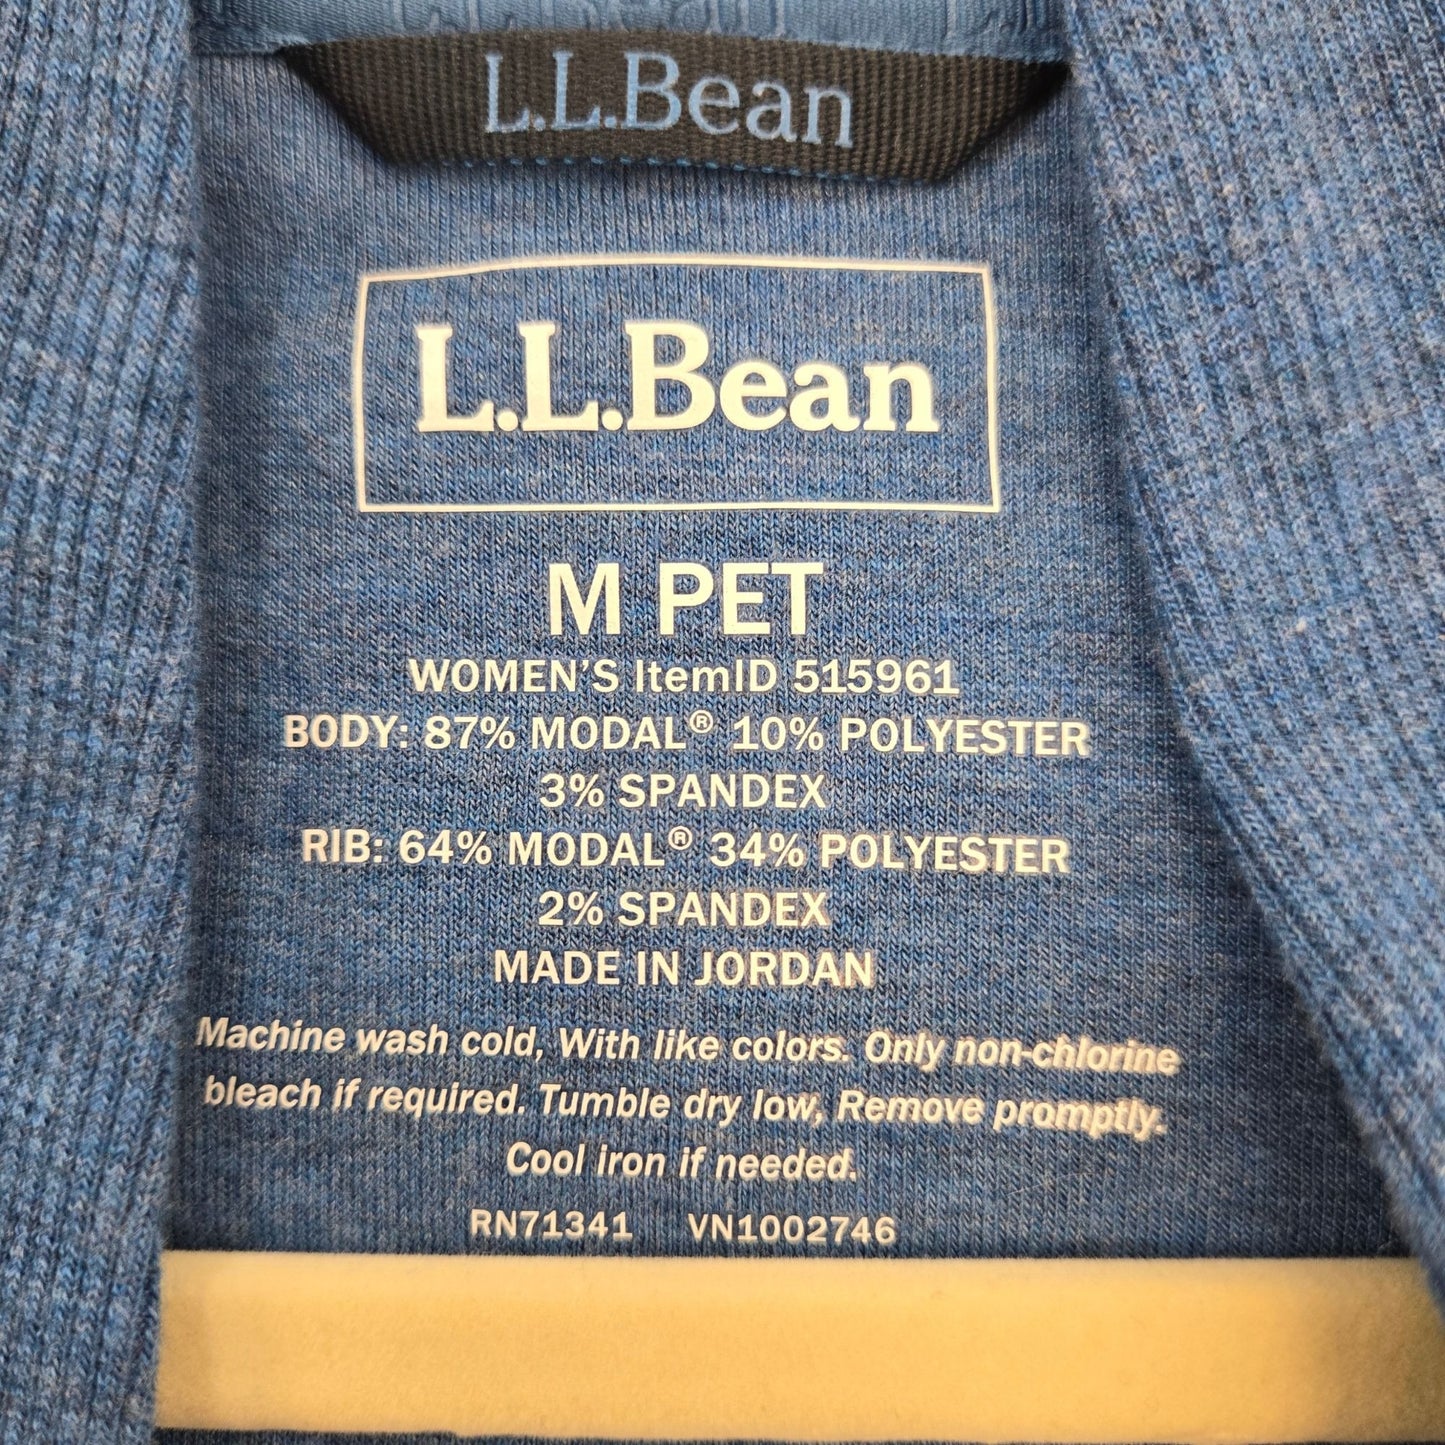 L.L.Bean
L.L.Bean
L.L.Bean
M PET
WOMEN'S ItemID 515961
BODY: 87% MODAL® 10% POLYESTER
3% SPANDEX
RIB: 64% MODAL® 34% POLYESTER
2% SPANDEX
MADE IN JORDAN
Machine wash cold, With like colors. Only non-chlorine
bleach if required. Tumble dry low, Remove promptly.
Cool iron if needed.
RN71341 VN1002746